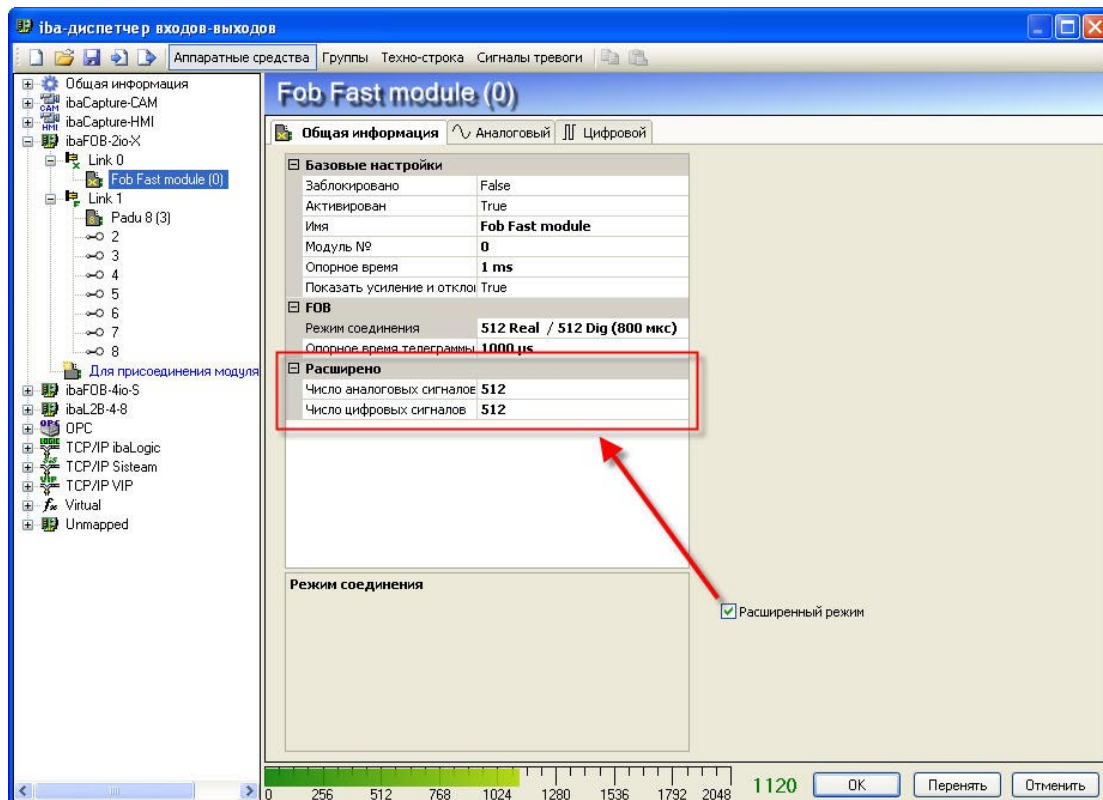 iba-диспетчер входов-выходов
Аппаратные средства Группы Техно-строка Сигналы тревоги
Общая информация
ibaCapture-CAM
ibaCapture-HMI
ibaFOB-2io-X
Link 0
Fob Fast module (0)
Link 1
Padu 8 (3)
2
3
4
5
6
7
8
Для присоединения модуля
ibaFOB-4io-S
ibaL2B-4-8
OPC
TCP/IP ibaLogic
TCP/IP Sisteam
TCP/IP VIP
Virtual
Unmapped
Fob Fast module (0)
Общая информация Аналоговый Цифровой
Базовые настройки
Заблокировано False
Активирован True
Имя Fob Fast module
Модуль № 0
Опорное время 1 ms
Показать усиление и откло True
FOB
Режим соединения 512 Real / 512 Dig (800 мкс)
Опорное время телеграммы 1000 µs
Расширено
Число аналоговых сигналов 512
Число цифровых сигналов 512
Режим соединения
Расширенный режим
0 256 512 768 1024 1280 1536 1792 2048
1120
OK Перенять Отменить